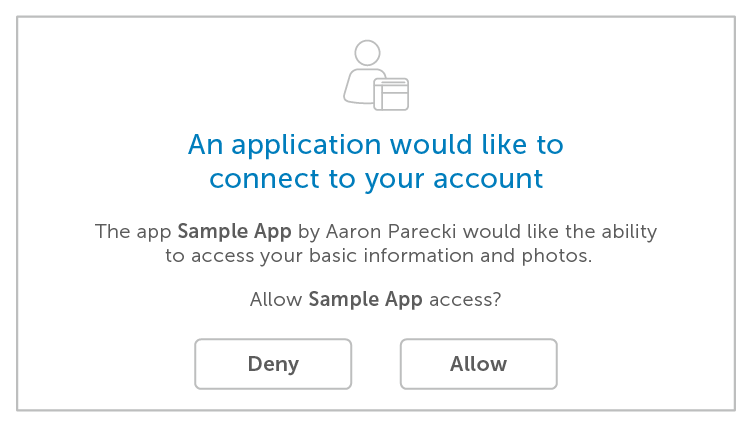 An application would like to
connect to your account
The app Sample App by Aaron Parecki would like the ability
to access your basic information and photos.
Allow Sample App access?
Deny
Allow